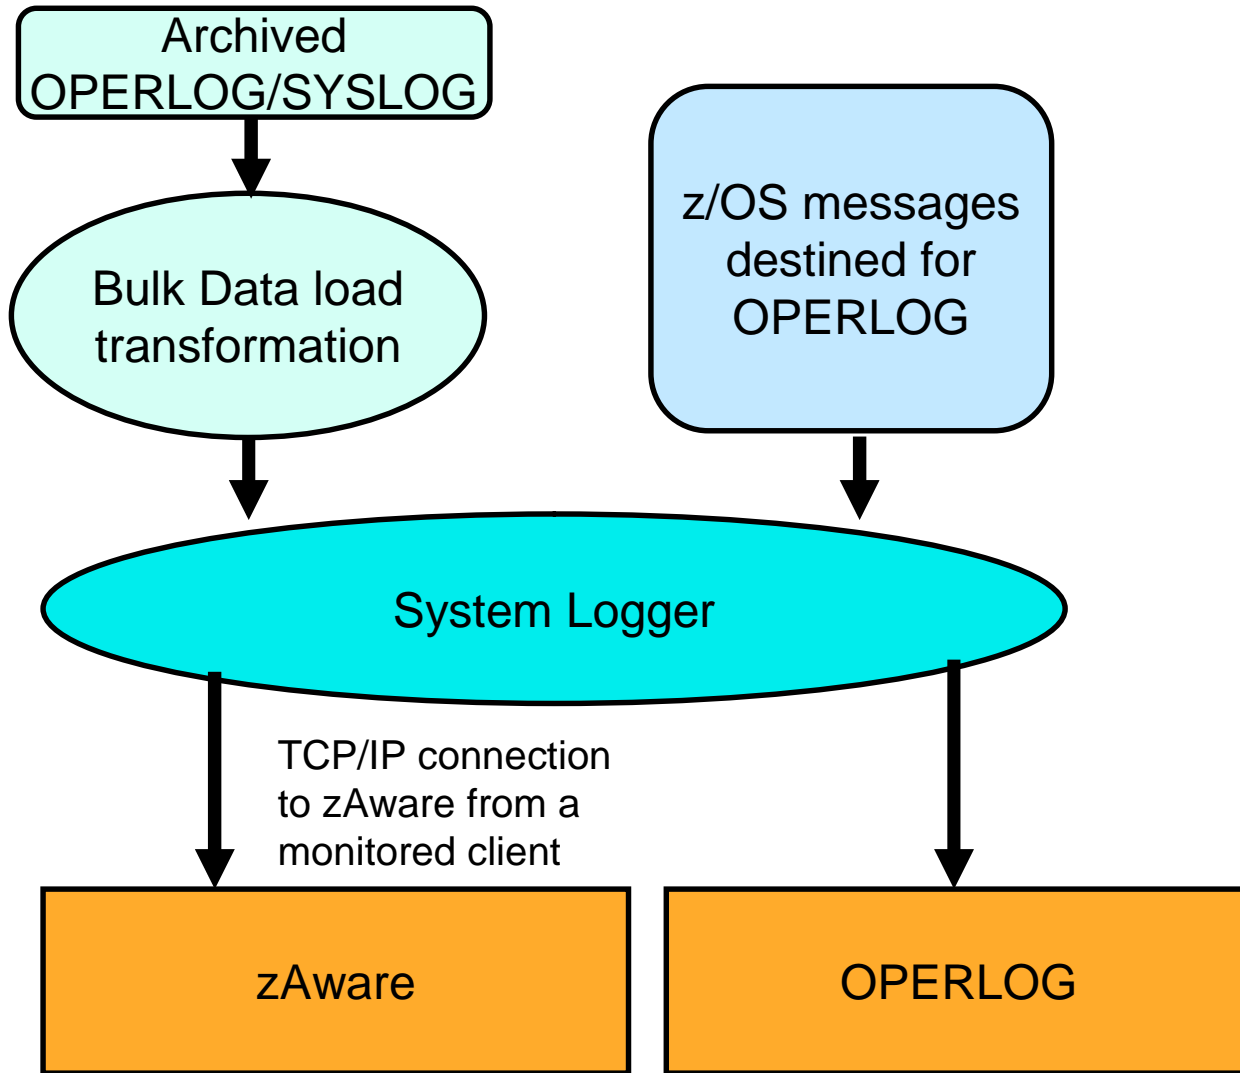 Archived
OPERLOG/SYSLOG
z/OS messages
destined for
OPERLOG
Bulk Data load
transformation
System Logger
TCP/IP connection
to zAware from a
monitored client
zAware
OPERLOG